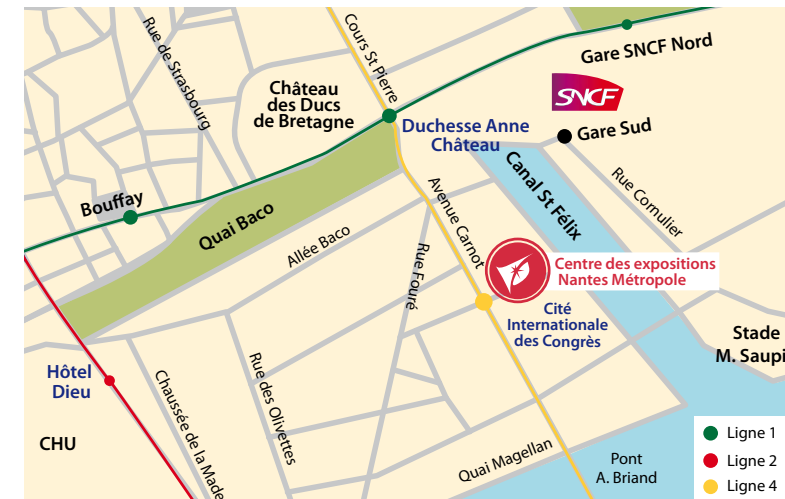 Rue de Strasbourg
Cours St Pierre
Gare SNCF Nord
Château
des Ducs
de Bretagne
SNCF
Duchesse Anne
Château
Gare Sud
Canal St Félix
Rue Cornulier
Bouffay
Quai Baco
Allée Baco
Avenue Carnot
Rue Fouré
Centre des expositions
Nantes Métropole
Cité
Internationale
des Congrès
Stade
M. Saupi
Hôtel
Dieu
Chaussée de la Made
Rue des Olivettes
CHU
Quai Magellan
Pont
A. Briand
Ligne 1
Ligne 2
Ligne 4